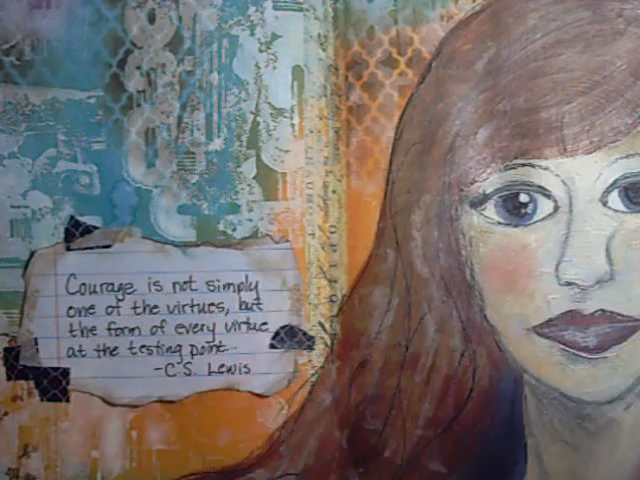 Courage is not simply
one of the virtues, but
the form of every virtue
at the testing point.
-C.S. Lewis